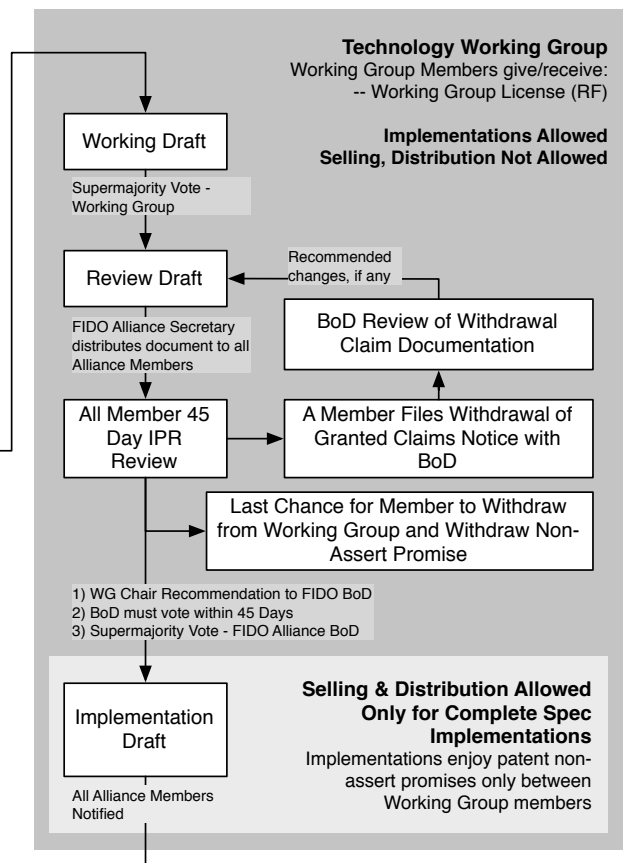 Technology Working Group
Working Group Members give/receive:
-- Working Group License (RF)
Implementations Allowed
Selling, Distribution Not Allowed
Working Draft
Supermajority Vote -
Working Group
Review Draft
Recommended
changes, if any
FIDO Alliance Secretary
distributes document to all
Alliance Members
BoD Review of Withdrawal
Claim Documentation
All Member 45
Day IPR
Review
A Member Files Withdrawal of
Granted Claims Notice with
BoD
Last Chance for Member to Withdraw
from Working Group and Withdraw Non-
Assert Promise
1) WG Chair Recommendation to FIDO BoD
2) BoD must vote within 45 Days
3) Supermajority Vote - FIDO Alliance BoD
Implementation
Draft
Selling & Distribution Allowed
Only for Complete Spec
Implementations
Implementations enjoy patent non-
assert promises only between
Working Group members
All Alliance Members
Notified